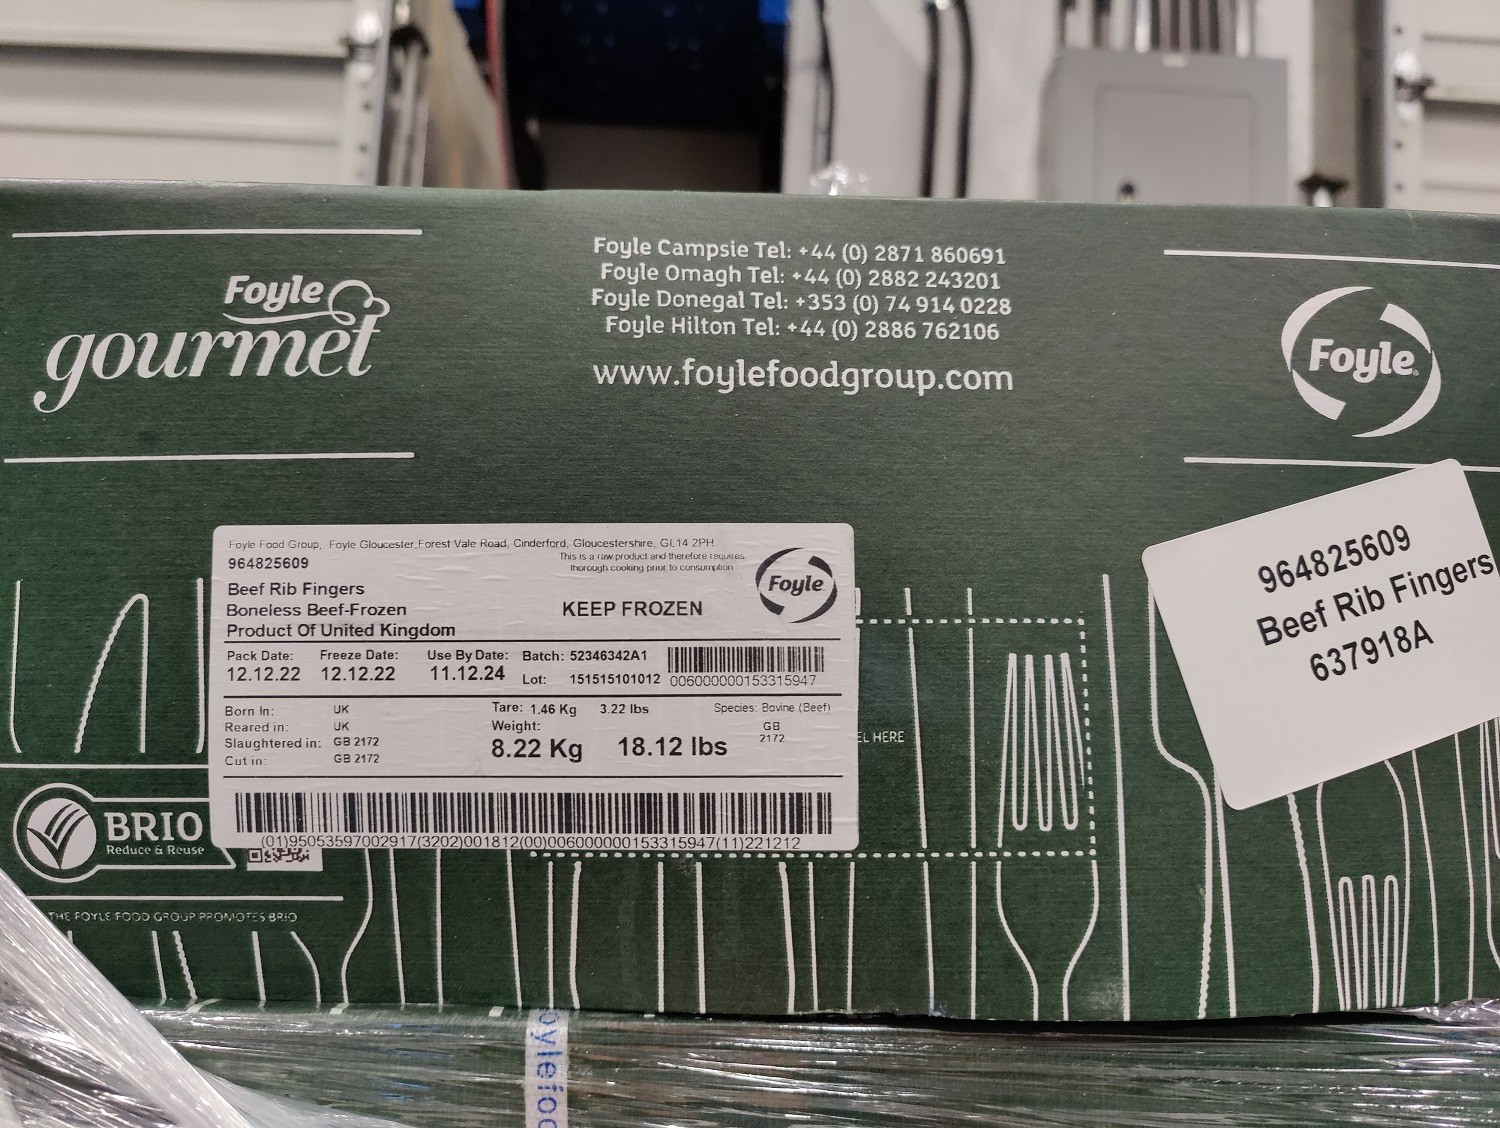 Foyle
gourmet
Foyle Campsie Tel: +44 (0) 2871 860691
Foyle Omagh Tel: +44 (0) 2882 243201
Foyle Donegal Tel: +353 (0) 74 914 0228
Foyle Hilton Tel: +44 (0) 2886 762106
www.foylefoodgroup.com
Foyle
Foyle Food Group, Foyle Gloucester,Forest Vale Road, Cinderford, Gloucestershire, GL14 2PH
964825609
This is a raw product and therefore requires
thorough cooking prior to consumption
Foyle
Beef Rib Fingers
Boneless Beef-Frozen
KEEP FROZEN
Product Of United Kingdom
Pack Date: Freeze Date: Use By Date: Batch: 52346342A1
12.12.22 12.12.22 11.12.24 Lot: 151515101012 006000000153315947
Born In: UK
Reared in: UK
Slaughtered in: GB 2172
Cut in: GB 2172
Tare: 1.46 Kg 3.22 lbs
Weight:
8.22 Kg 18.12 lbs
Species: Bovine (Beef)
GB
2172
(01)95053597002917(3202)001812(00)006000000153315947(11)221212
EL HERE
964825609
Beef Rib Fingers
637918A
BRIO
Reduce & Reuse
THE FOYLE FOOD GROUP PROMOTES BRIO
oylefoo